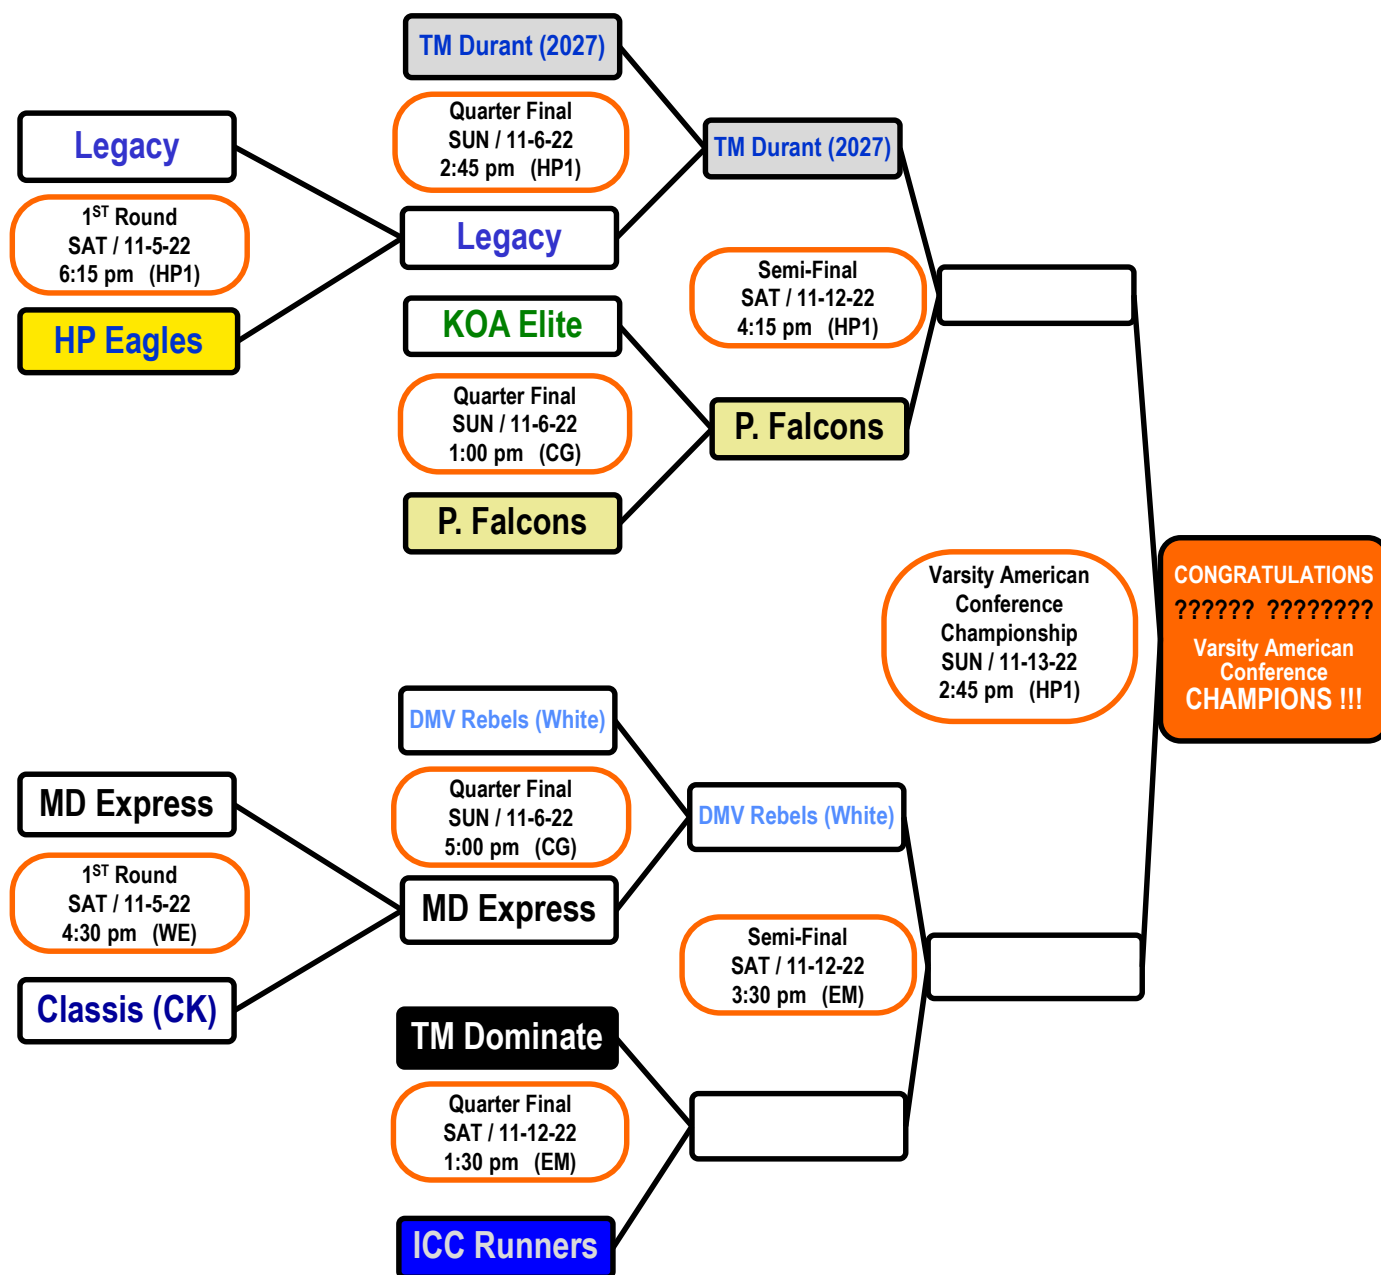 TM Durant (2027)
Quarter Final
SUN / 11-6-22
2:45 pm (HP1)
Legacy
TM Durant (2027)
1ST Round
SAT / 11-5-22
6:15 pm (HP1)
Legacy
HP Eagles
Semi-Final
SAT / 11-12-22
4:15 pm (HP1)
KOA Elite
Quarter Final
SUN / 11-6-22
1:00 pm (CG)
P. Falcons
P. Falcons
Varsity American
Conference
Championship
SUN / 11-13-22
2:45 pm (HP1)
CONGRATULATIONS
?????? ????????
Varsity American
Conference
CHAMPIONS !!!
DMV Rebels (White)
Quarter Final
SUN / 11-6-22
5:00 pm (CG)
MD Express
DMV Rebels (White)
1ST Round
SAT / 11-5-22
4:30 pm (WE)
MD Express
Classis (CK)
Semi-Final
SAT / 11-12-22
3:30 pm (EM)
TM Dominate
Quarter Final
SAT / 11-12-22
1:30 pm (EM)
ICC Runners